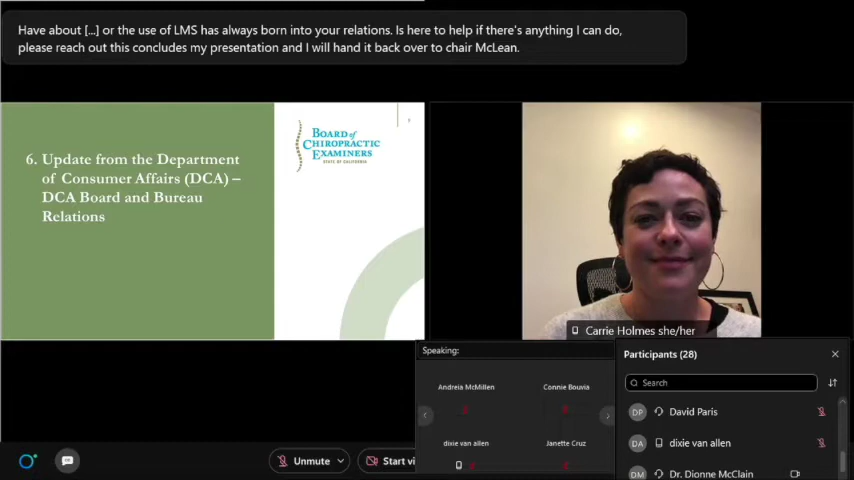 Have about [...] or the use of LMS has always born into your relations. Is here to help if there's anything I can do,
please reach out this concludes my presentation and I will hand it back over to chair McLean.
6. Update from the Department
of Consumer Affairs (DCA) –
DCA Board and Bureau
Relations
BOARD of
CHIROPRACTIC
EXAMINERS
STATE OF CALIFORNIA
Carrie Holmes she/her
Speaking:
Andreia McMillen
Connie Bouvia
dixie van allen
Janette Cruz
Participants (28)
Search
DP David Paris
DA dixie van allen
DM Dr. Dionne McClain
Unmute
Start vi